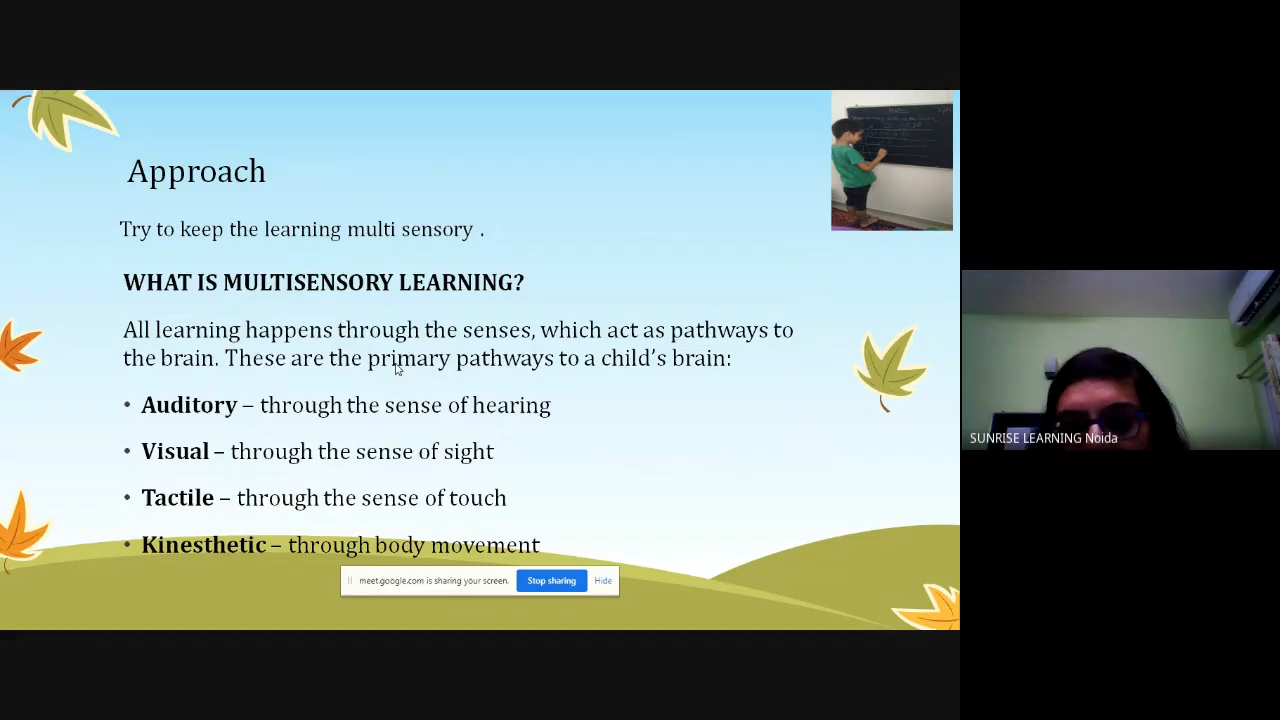 Approach
Try to keep the learning multi sensory .
WHAT IS MULTISENSORY LEARNING?
All learning happens through the senses, which act as pathways to
the brain. These are the primary pathways to a child’s brain:
• Auditory – through the sense of hearing
• Visual – through the sense of sight
• Tactile – through the sense of touch
• Kinesthetic – through body movement
meet.google.com is sharing your screen.
Stop sharing
Hide
SUNRISE LEARNING Noida